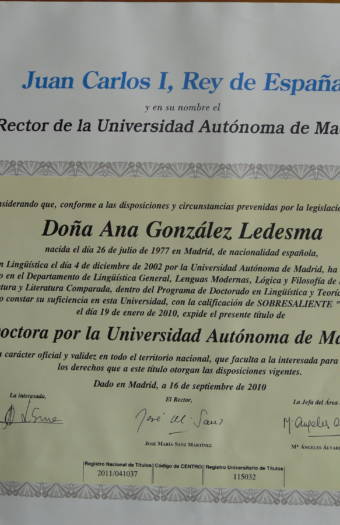 Juan Carlos I, Rey de España
y en su nombre el
Rector de la Universidad Autónoma de Ma
nsiderando que, conforme a las disposiciones y circunstancias prevenidas por la legislació
Doña Ana González Ledesma
nacida el día 26 de julio de 1977 en Madrid, de nacionalidad española,
n Lingüística el día 4 de diciembre de 2002 por la Universidad Autónoma de Madrid, ha
o en el Departamento de Lingüística General, Lenguas Modernas, Lógica y Filosofía de
ctura y Literatura Comparada, dentro del Programa de Doctorado en Lingüística y Teoría
o constar su suficiencia en esta Universidad, con la calificación de SOBRESALIENTE "
el día 19 de enero de 2010, expide el presente título de
octora por la Universidad Autónoma de Ma
n carácter oficial y validez en todo el territorio nacional, que faculta a la interesada para
los derechos que a este título otorgan las disposiciones vigentes.
Dado en Madrid, a 16 de septiembre de 2010
La interesada, El Rector, La Jefa del Área
José M. Sanz
Mª Angeles
JOSÉ MARÍA SANZ MARTÍNEZ
Mª ÁNGELES ÁLVAR
Registro Nacional de Títulos Código de CENTRO Registro Universitario de Títulos
2011/041037 115032